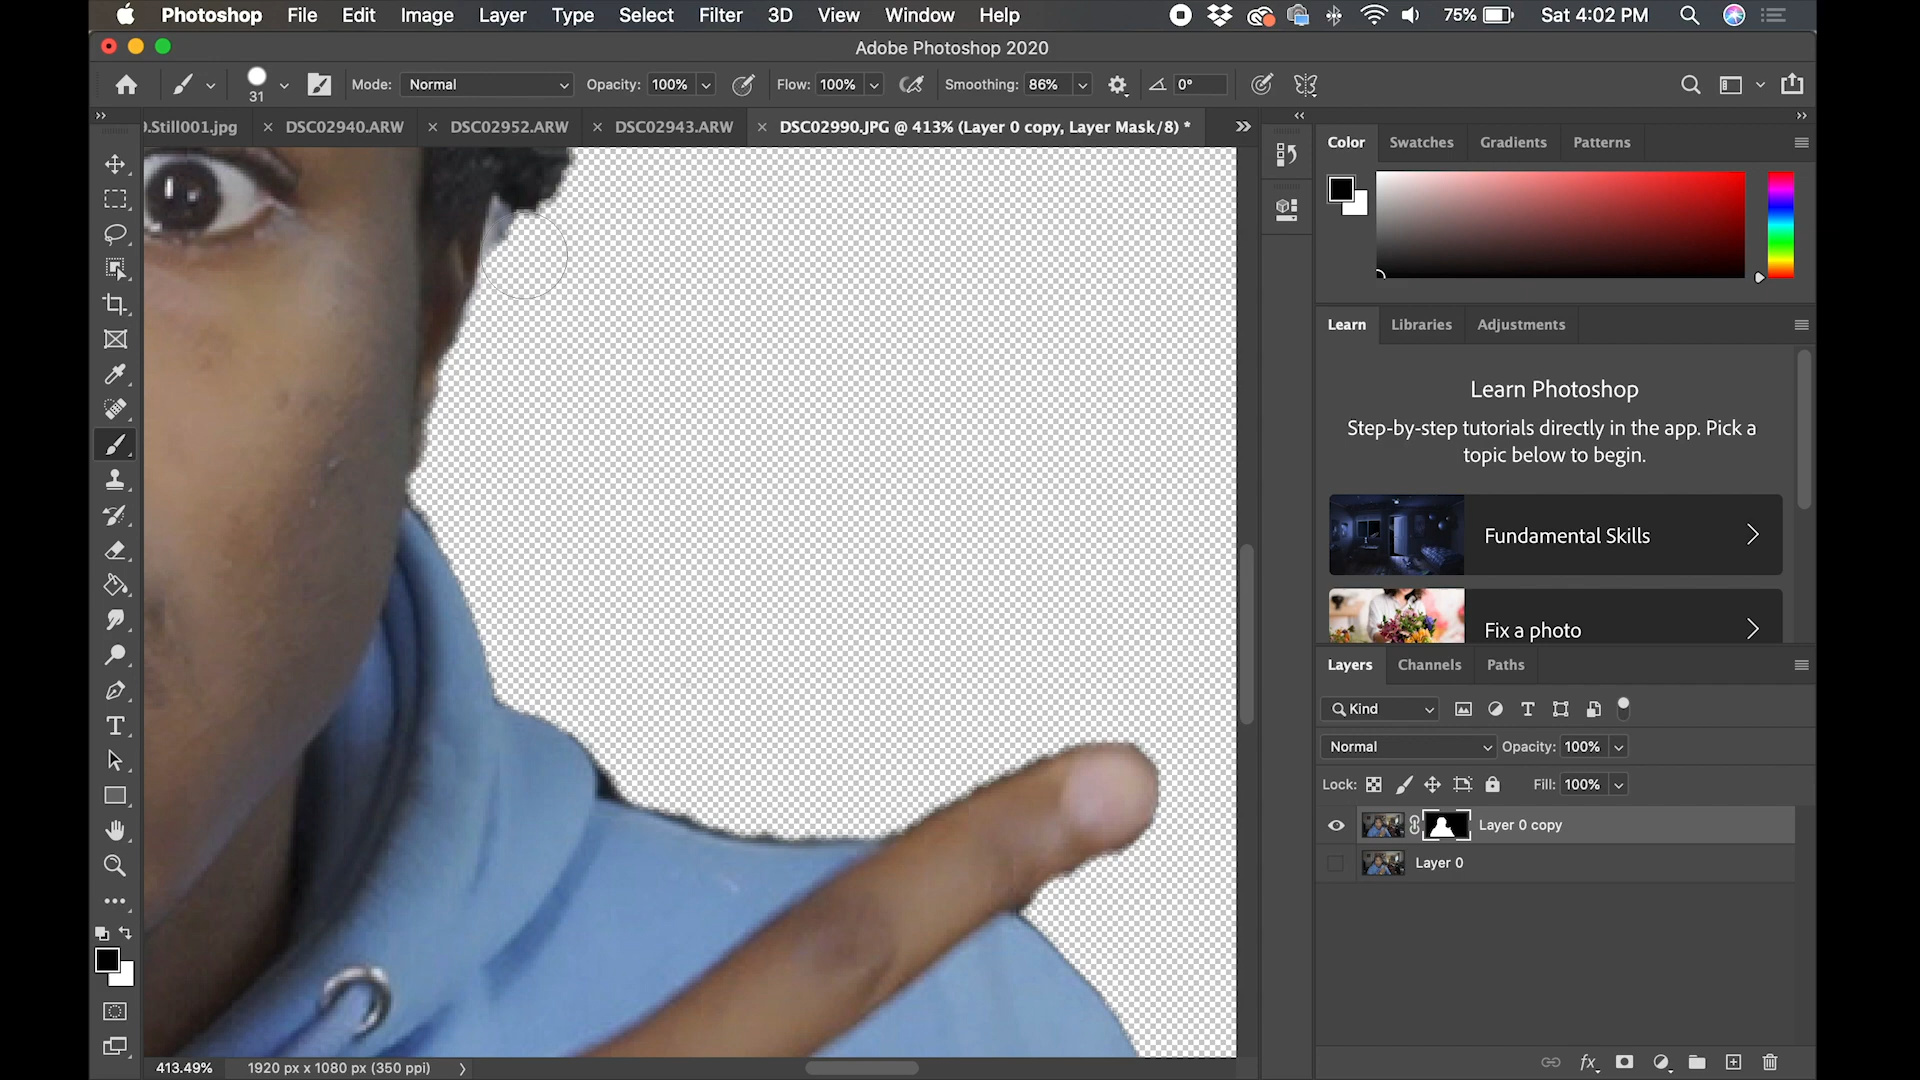 Photoshop File Edit Image Layer Type Select Filter 3D View Window Help 75% Sat 4:02 PM
Adobe Photoshop 2020
31 Mode: Normal Opacity: 100% Flow: 100% Smoothing: 86% 0°
).Still001.jpg DSC02940.ARW DSC02952.ARW DSC02943.ARW DSC02990.JPG @ 413% (Layer 0 copy, Layer Mask/8) *
Color Swatches Gradients Patterns
Learn Libraries Adjustments
Learn Photoshop
Step-by-step tutorials directly in the app. Pick a
topic below to begin.
Fundamental Skills
Fix a photo
Layers Channels Paths
Kind
Normal Opacity: 100%
Lock: Fill: 100%
Layer 0 copy
Layer 0
fx
413.49% 1920 px x 1080 px (350 ppi)